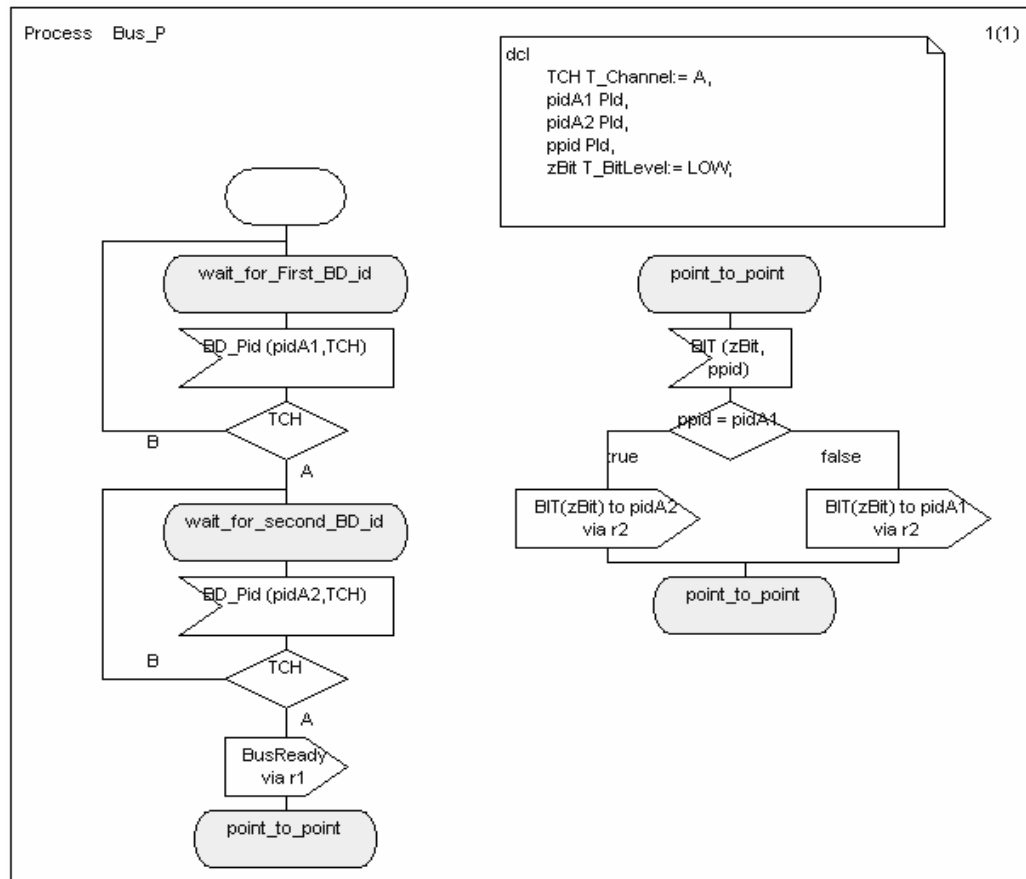 Process Bus_P
1(1)
dcl
TCH T_Channel:= A,
pidA1 PId,
pidA2 PId,
ppid PId,
zBit T_BitLevel:= LOW;
wait_for_First_BD_id
BD_Pid (pidA1,TCH)
TCH
B
A
wait_for_second_BD_id
BD_Pid (pidA2,TCH)
TCH
B
A
BusReady
via r1
point_to_point
point_to_point
BIT (zBit,
ppid)
ppid = pidA1
true
false
BIT(zBit) to pidA2
via r2
BIT(zBit) to pidA1
via r2
point_to_point